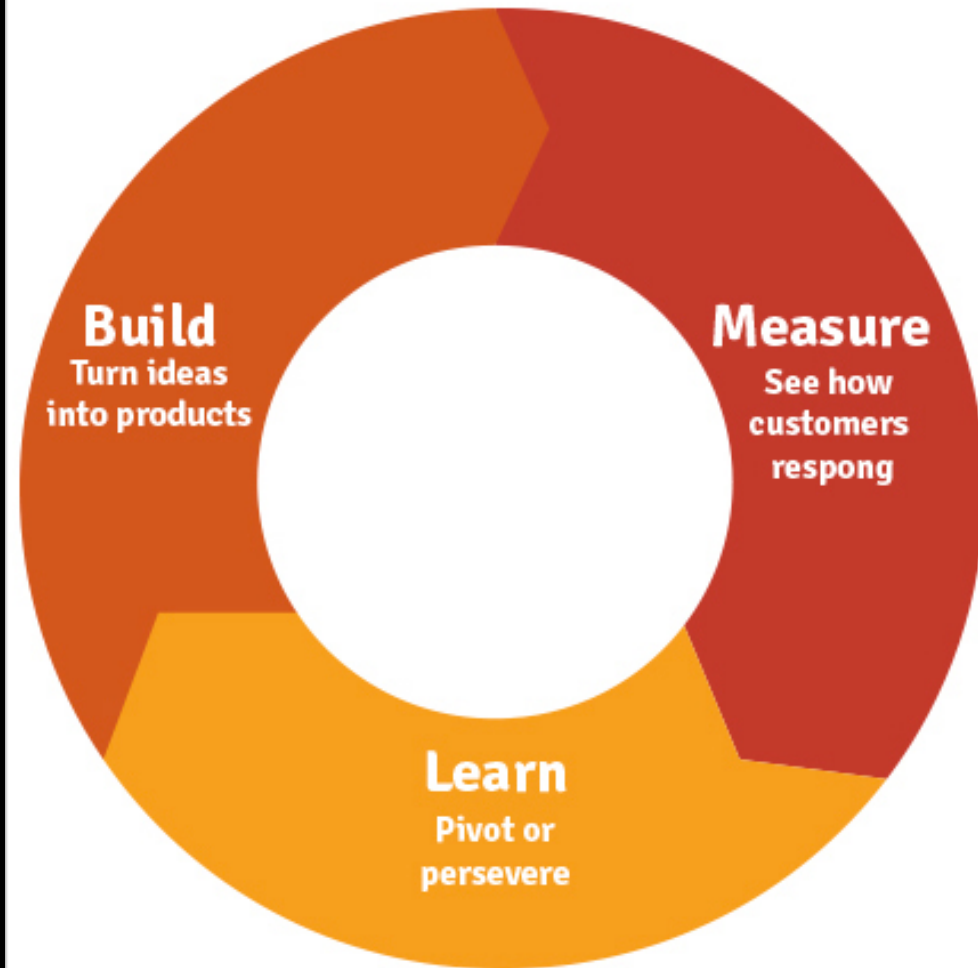 Build
Turn ideas
into products
Measure
See how
customers
respong
Learn
Pivot or
persevere